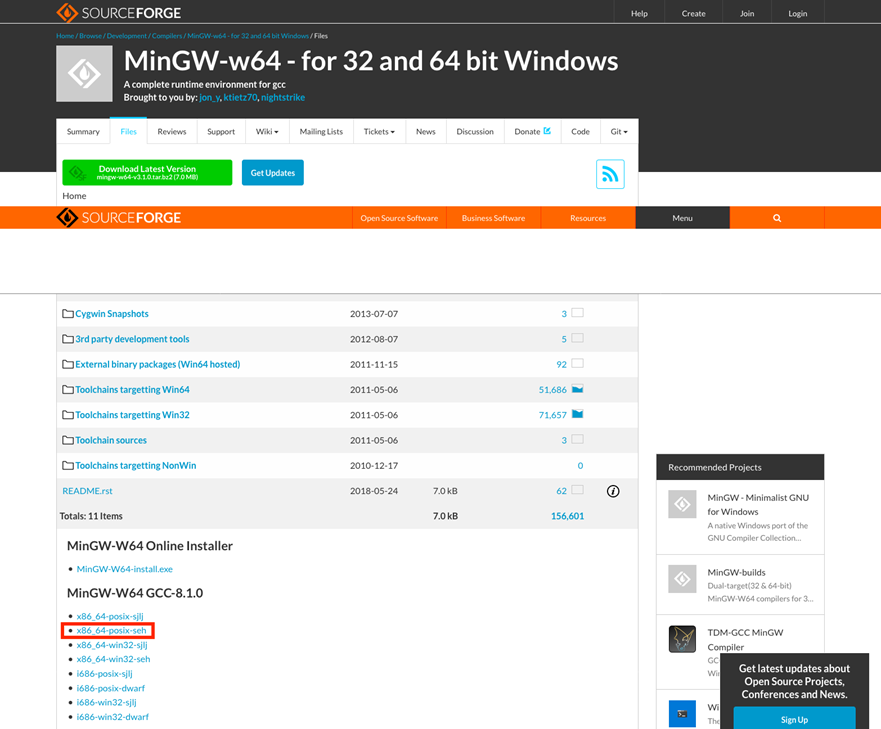 SOURCEFORGE
Help Create Join Login
Home / Browse / Development / Compilers / MinGW-w64 - for 32 and 64 bit Windows / Files
MinGW-w64 - for 32 and 64 bit Windows
A complete runtime environment for gcc
Brought to you by: jon_y, ktietz70, nightstrike
Summary Files Reviews Support Wiki Mailing Lists Tickets News Discussion Donate Code Git
Download Latest Version
mingw-w64-v3.1.0.tar.bz2 (7.0 MB)
Get Updates
Home
SOURCEFORGE
Open Source Software Business Software Resources Menu
Cygwin Snapshots 2013-07-07 3
3rd party development tools 2012-08-07 5
External binary packages (Win64 hosted) 2011-11-15 92
Toolchains targetting Win64 2011-05-06 51,686
Toolchains targetting Win32 2011-05-06 71,657
Toolchain sources 2011-05-06 3
Toolchains targetting NonWin 2010-12-17 0
README.rst 2018-05-24 7.0 kB 62
Totals: 11 Items 7.0 kB 156,601
MinGW-W64 Online Installer
MinGW-W64-install.exe
MinGW-W64 GCC-8.1.0
x86_64-posix-sjlj
x86_64-posix-seh
x86_64-win32-sjlj
x86_64-win32-seh
i686-posix-sjlj
i686-posix-dwarf
i686-win32-sjlj
i686-win32-dwarf
Recommended Projects
MinGW - Minimalist GNU
for Windows
A native Windows port of the
GNU Compiler Collection...
MinGW-builds
Dual-target(32 & 64-bit)
MinGW-W64 compilers for 3...
TDM-GCC MinGW
Compiler
Get latest updates about
Open Source Projects,
Conferences and News.
Sign Up